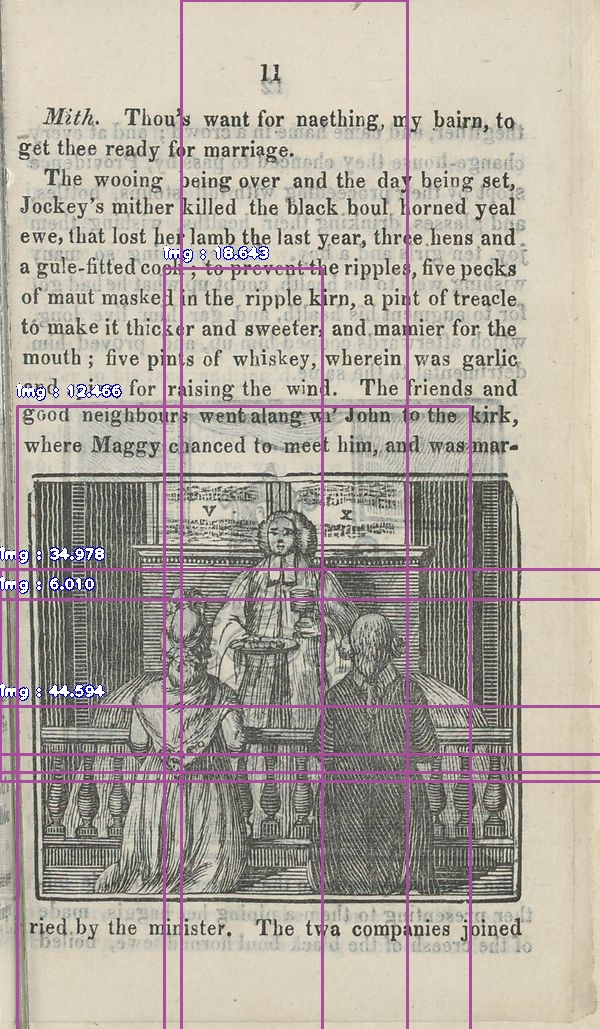 11
Mith. Thou's want for naething, my bairn, to
get thee ready for marriage.
The wooing being over and the day being set,
Jockey's mither killed the black boul horned yeal
ewe, that lost her lamb the last year, three hens and
a gule-fitted cock; to prevent the ripples, five pecks
of maut masked in the ripple kirn, a pint of treacle
to make it thicker and sweeter, and mamier for the
mouth; five pints of whiskey, wherein was garlic
and for raising the wind. The friends and
good neighbours went alang wi' John to the kirk,
where Maggy chanced to meet him, and was mar-
V X
ried by the minister. The twa companies joined
img : 18.643
img : 12.466
img : 34.978
img : 6.010
img : 44.594